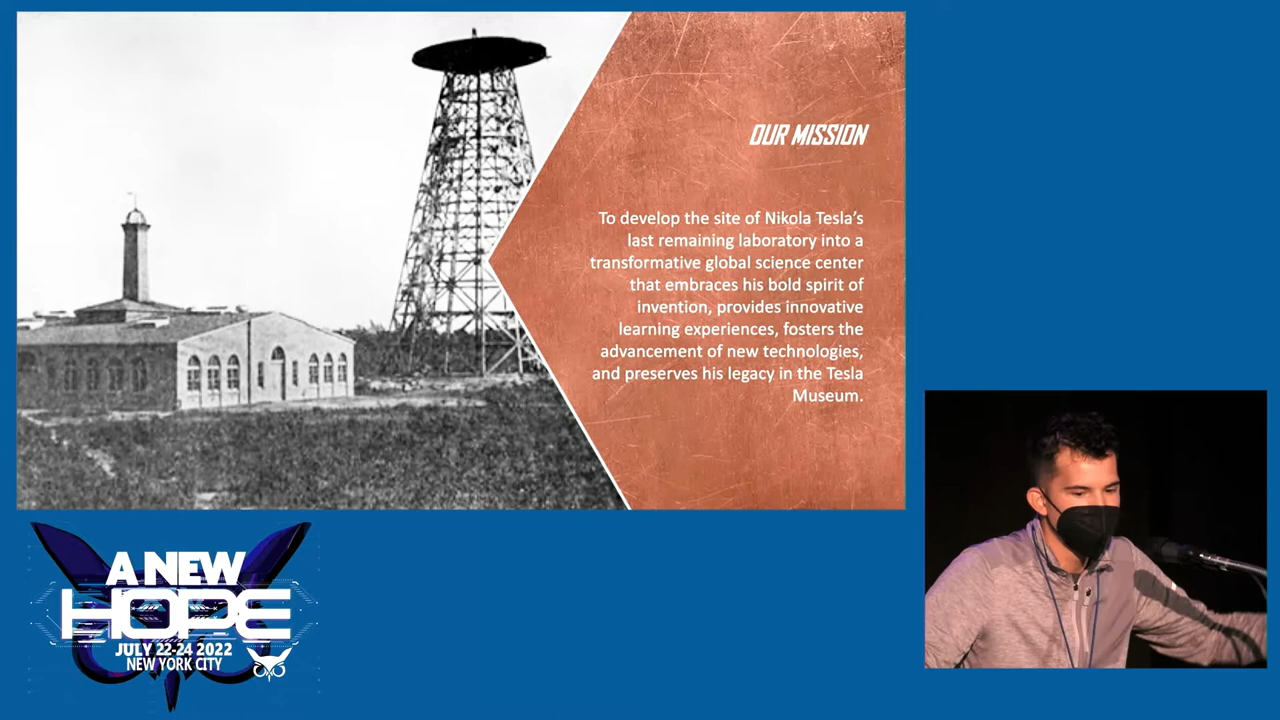 OUR MISSION
To develop the site of Nikola Tesla's
last remaining laboratory into a
transformative global science center
that embraces his bold spirit of
invention, provides innovative
learning experiences, fosters the
advancement of new technologies,
and preserves his legacy in the Tesla
Museum.
A NEW
HOPE
JULY 22-24 2022
NEW YORK CITY